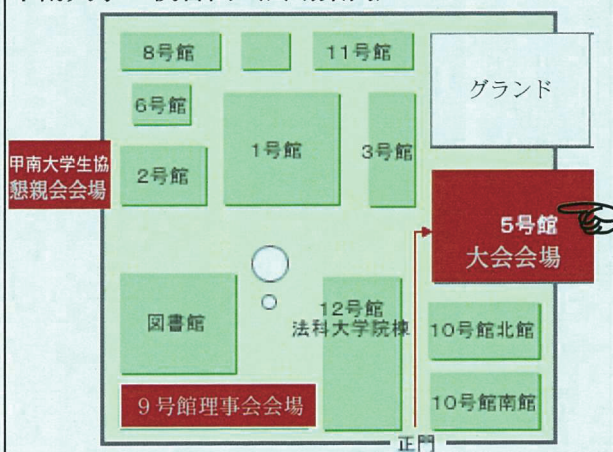 8号館
11号館
グランド
6号館
1号館
3号館
甲南大学生協
懇親会会場
2号館
5号館
大会会場
図書館
12号館
法科大学院棟
10号館北館
9号館理事会会場
10号館南館
正門